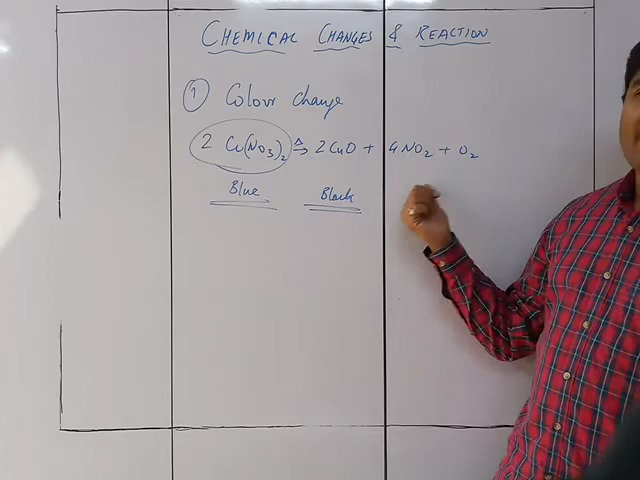 CHEMICAL CHANGES & REACTION
① Colour change
2 Cu(NO₃)₂ ⇒ᐞ 2CuO + 4NO₂ + O₂
Blue Black